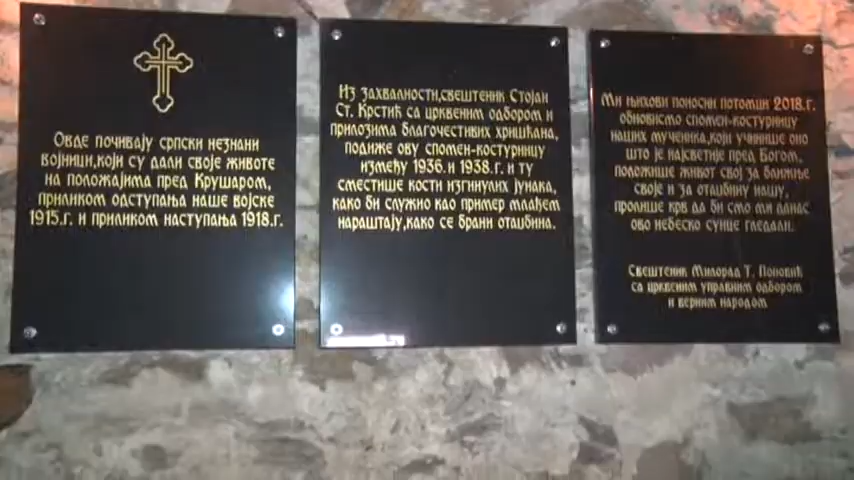 Овде почивају српски незнани
војници,који су дали своје животе
на положајима пред Крушаром,
приликом одступања наше војске
1915.г. и приликом наступања 1918.г.
Из захвалности,свештеник Стојан
Ст. Крстић са црквеним одбором и
прилозима благочестивих хришћана,
подиже ову спомен-костурницу
између 1936. и 1938.г. и ту
сместише кости изгинулих јунака,
како би служио као пример млађем
нараштају,како се брани отаџбина.
Ми њихови поносни потомци 2018.г.
обновисмо спомен-костурницу
наших мученика,који учинише оно
што је најсветије пред Богом,
положише живот свој за ближње
своје и за отаџбину нашу,
пролише крв да би смо ми данас
ово небеско сунце гледали.
Свештеник Милорад Т. Поповић
са црквеним управним одбором
и верним народом